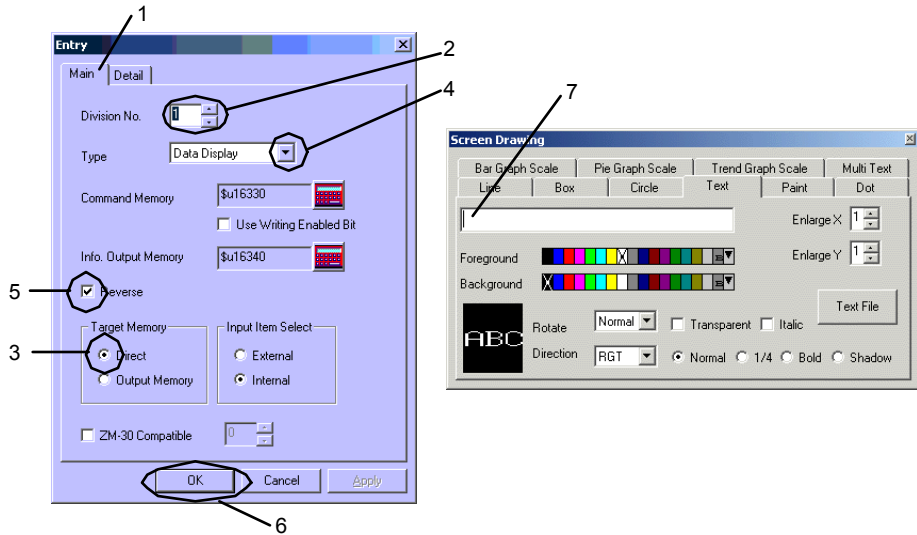 1
Entry
2
Main Detail
4
7
Division No. 1
Screen Drawing
Type Data Display
Bar Graph Scale Pie Graph Scale Trend Graph Scale Multi Text
Line Box Circle Text Paint Dot
Command Memory $u16330
Use Writing Enabled Bit
Enlarge X 1
Info. Output Memory $u16340
Foreground
Enlarge Y 1
Background
5
Reverse
Text File
Target Memory Input Item Select
ABC
Rotate Normal Transparent Italic
3
Direct External
Direction RGT Normal 1/4 Bold Shadow
Output Memory Internal
ZM-30 Compatible 0
OK Cancel Apply
6